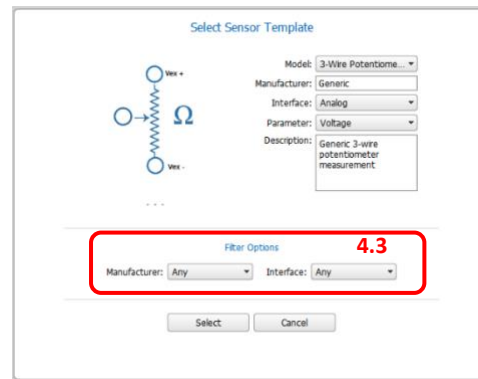 Select Sensor Template
Vex +
Ω
Vex -
Model: 3-Wire Potentiome...
Manufacturer: Generic
Interface: Analog
Parameter: Voltage
Description: Generic 3-wire
potentiometer
measurement
. . .
Filter Options
4.3
Manufacturer: Any Interface: Any
Select Cancel